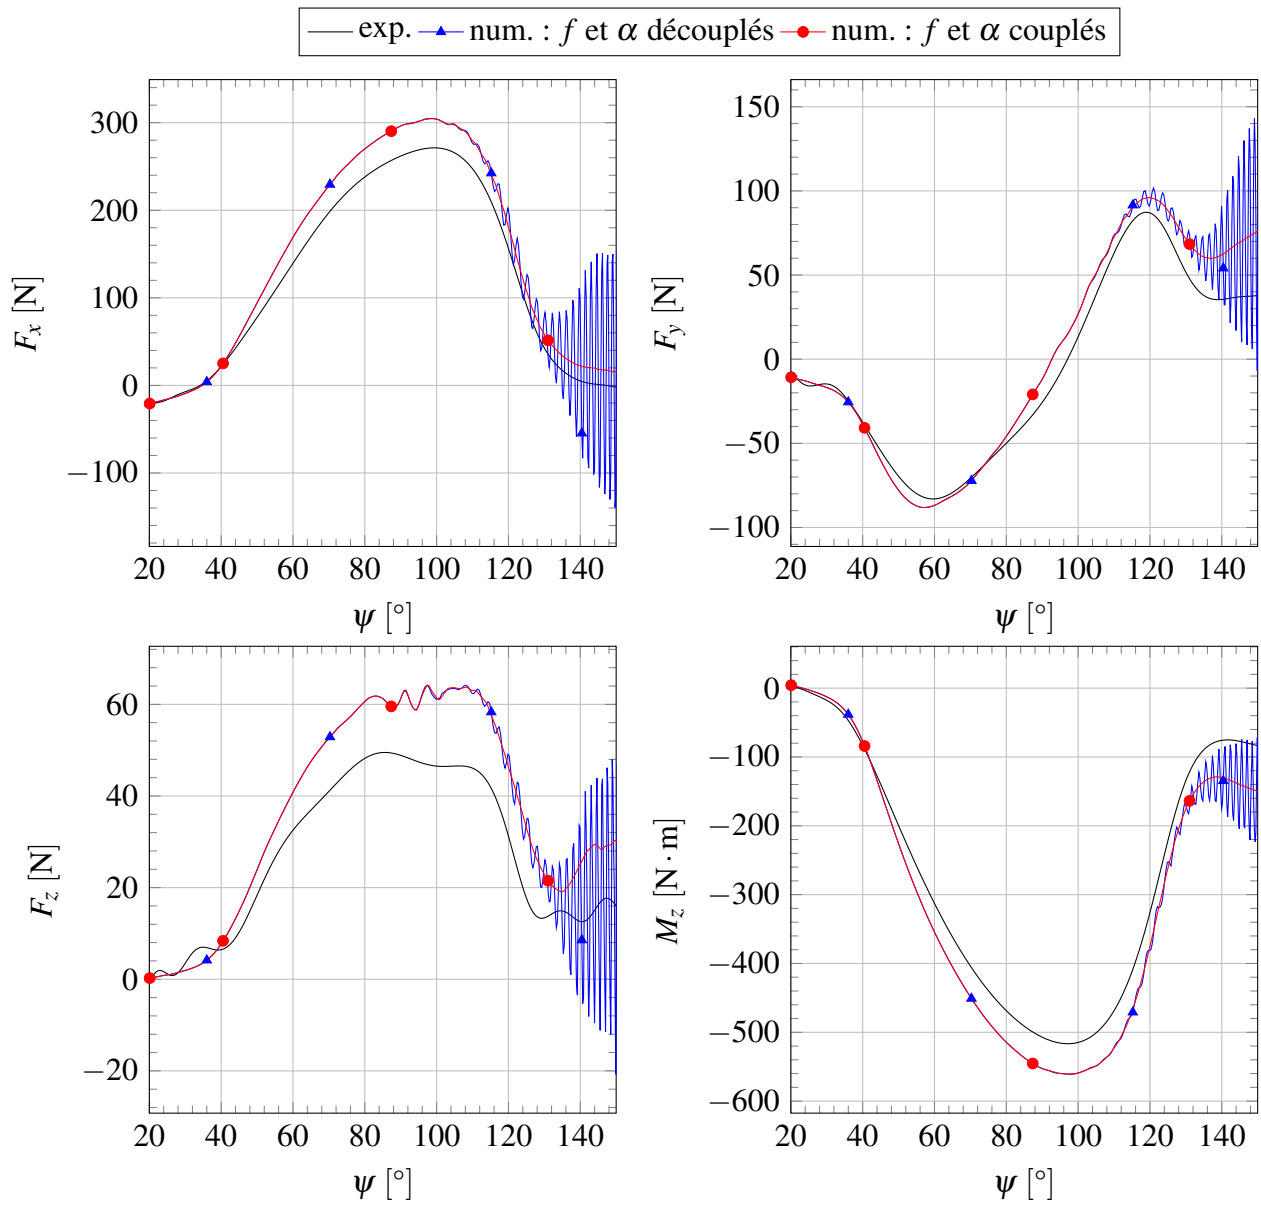 exp. num. : f et α découplés num. : f et α couplés
300
200
100
0
−100
20 40 60 80 100 120 140
ψ [°]
F_x [N]
150
100
50
0
−50
−100
20 40 60 80 100 120 140
ψ [°]
F_y [N]
60
40
20
0
−20
20 40 60 80 100 120 140
ψ [°]
F_z [N]
0
−100
−200
−300
−400
−500
−600
20 40 60 80 100 120 140
ψ [°]
M_z [N·m]